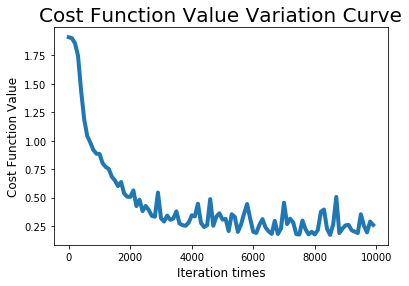 Cost Function Value Variation Curve
1.75
1.50
1.25
1.00
0.75
0.50
0.25
Cost Function Value
0 2000 4000 6000 8000 10000
Iteration times